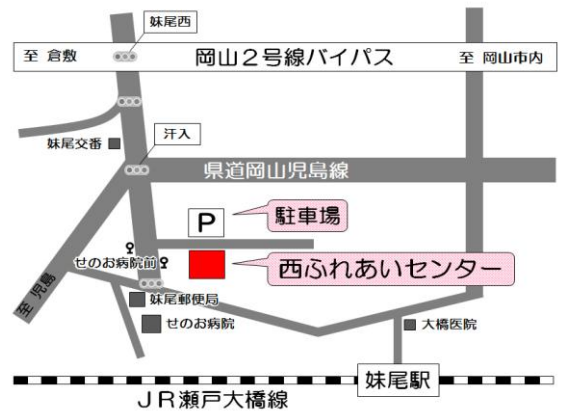 妹尾西
至 倉敷
岡山2号線バイパス
至 岡山市内
妹尾交番
汗入
県道岡山児島線
P
駐車場
せのお病院前
西ふれあいセンター
至 児島
妹尾郵便局
せのお病院
大橋医院
妹尾駅
JR瀬戸大橋線